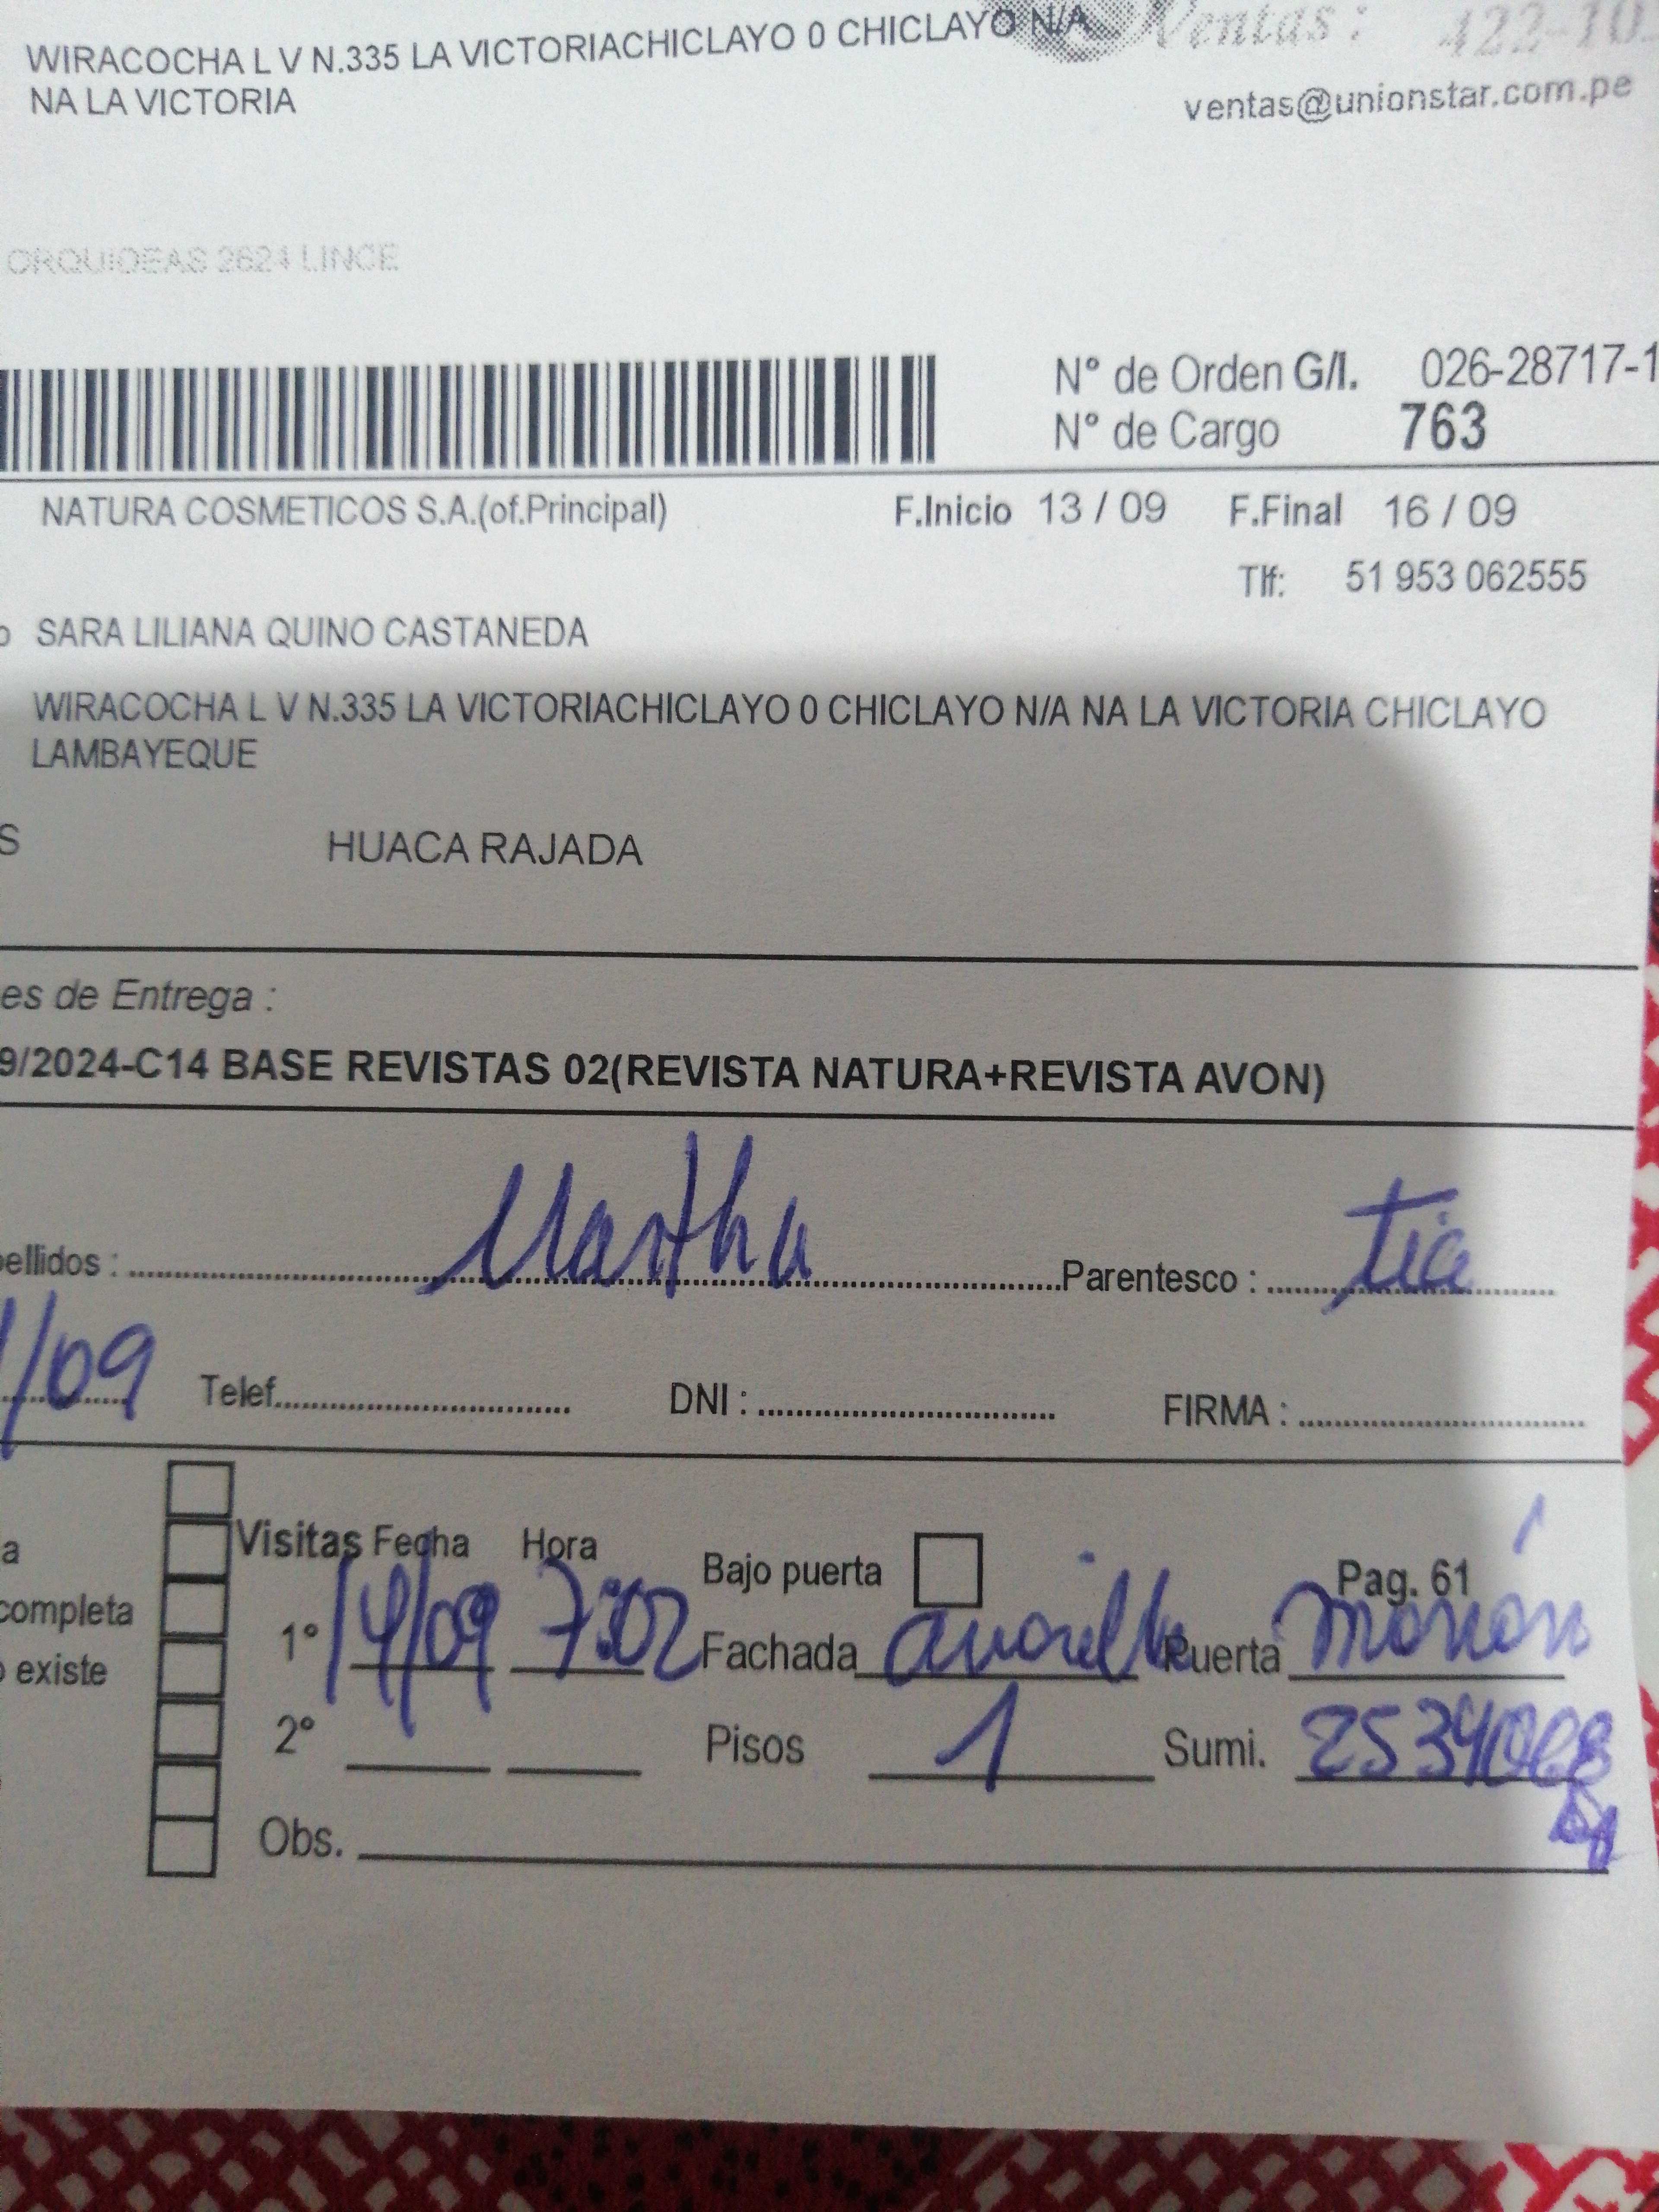 WIRACOCHA L V N.335 LA VICTORIACHICLAYO 0 CHICLAYO N/A
NA LA VICTORIA
Ventas: 422-10
ventas@unionstar.com.pe
ORQUIDEAS 2624 LINCE
N° de Orden G/I. 026-28717-1
N° de Cargo 763
NATURA COSMETICOS S.A.(of.Principal) F.Inicio 13 / 09 F.Final 16 / 09
Tlf: 51 953 062555
o SARA LILIANA QUINO CASTANEDA
WIRACOCHA L V N.335 LA VICTORIACHICLAYO 0 CHICLAYO N/A NA LA VICTORIA CHICLAYO
LAMBAYEQUE
S HUACA RAJADA
es de Entrega :
9/2024-C14 BASE REVISTAS 02(REVISTA NATURA+REVISTA AVON)
ellidos : Martha Parentesco : tia
/09 Telef. DNI : FIRMA :
a Visitas Fecha Hora Bajo puerta Pag. 61
completa 1° 14/09 7:02 Fachada Puerta
o existe
2° Pisos 1 Sumi.
Obs.